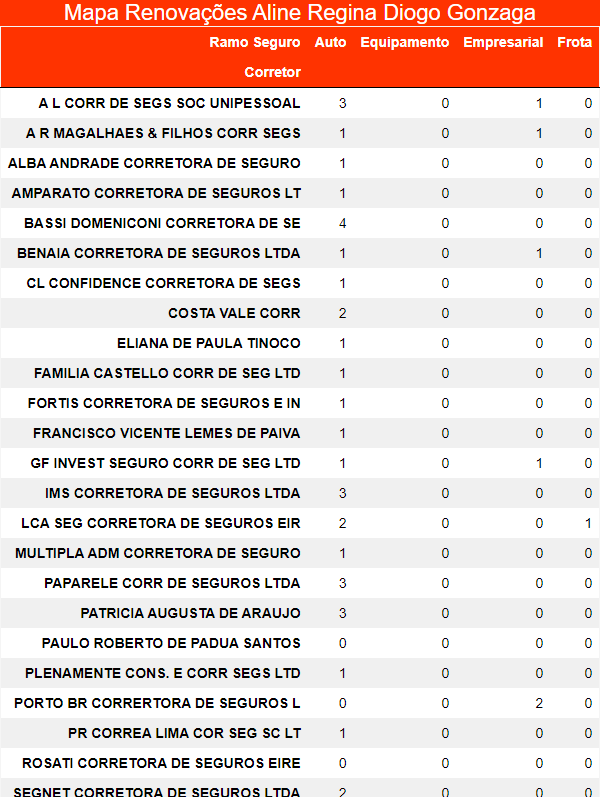 Mapa Renovações Aline Regina Diogo Gonzaga
Ramo Seguro Auto Equipamento Empresarial Frota
Corretor
A L CORR DE SEGS SOC UNIPESSOAL 3 0 1 0
A R MAGALHAES & FILHOS CORR SEGS 1 0 1 0
ALBA ANDRADE CORRETORA DE SEGURO 1 0 0 0
AMPARATO CORRETORA DE SEGUROS LT 1 0 0 0
BASSI DOMENICONI CORRETORA DE SE 4 0 0 0
BENAIA CORRETORA DE SEGUROS LTDA 1 0 1 0
CL CONFIDENCE CORRETORA DE SEGS 1 0 0 0
COSTA VALE CORR 2 0 0 0
ELIANA DE PAULA TINOCO 1 0 0 0
FAMILIA CASTELLO CORR DE SEG LTD 1 0 0 0
FORTIS CORRETORA DE SEGUROS E IN 1 0 0 0
FRANCISCO VICENTE LEMES DE PAIVA 1 0 0 0
GF INVEST SEGURO CORR DE SEG LTD 1 0 1 0
IMS CORRETORA DE SEGUROS LTDA 3 0 0 0
LCA SEG CORRETORA DE SEGUROS EIR 2 0 0 1
MULTIPLA ADM CORRETORA DE SEGURO 1 0 0 0
PAPARELE CORR DE SEGUROS LTDA 3 0 0 0
PATRICIA AUGUSTA DE ARAUJO 3 0 0 0
PAULO ROBERTO DE PADUA SANTOS 0 0 0 0
PLENAMENTE CONS. E CORR SEGS LTD 1 0 0 0
PORTO BR CORRERTORA DE SEGUROS L 0 0 2 0
PR CORREA LIMA COR SEG SC LT 1 0 0 0
ROSATI CORRETORA DE SEGUROS EIRE 0 0 0 0
SEGNET CORRETORA DE SEGUROS LTDA 2 0 0 0